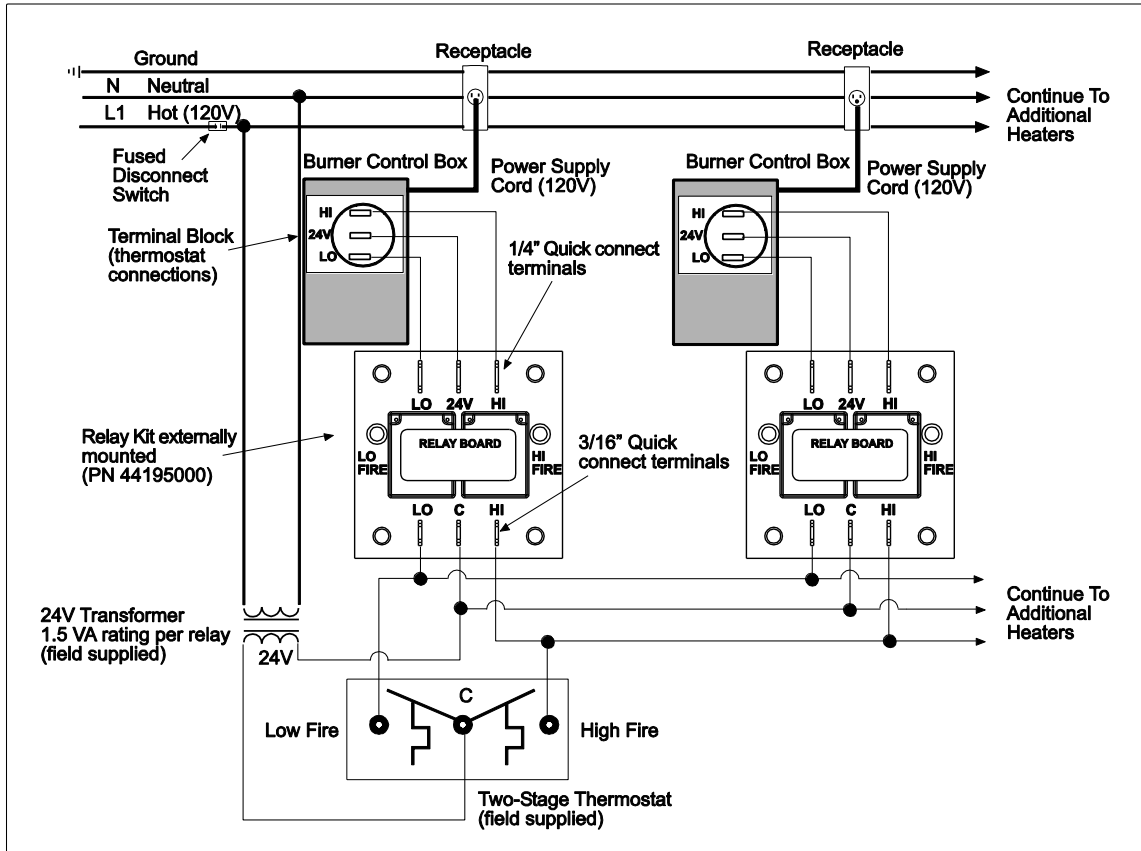 Ground
Receptacle
Receptacle
N Neutral
L1 Hot (120V)
Continue To
Additional
Heaters
Fused
Disconnect
Switch
Burner Control Box
Power Supply
Cord (120V)
Burner Control Box
Power Supply
Cord (120V)
HI
24V
LO
HI
24V
LO
Terminal Block
(thermostat
connections)
1/4" Quick connect
terminals
LO 24V HI
RELAY BOARD
LO
FIRE
HI
FIRE
LO C HI
LO 24V HI
RELAY BOARD
LO
FIRE
HI
FIRE
LO C HI
Relay Kit externally
mounted
(PN 44195000)
3/16" Quick
connect terminals
24V Transformer
1.5 VA rating per relay
(field supplied)
24V
Continue To
Additional
Heaters
C
Low Fire
High Fire
Two-Stage Thermostat
(field supplied)